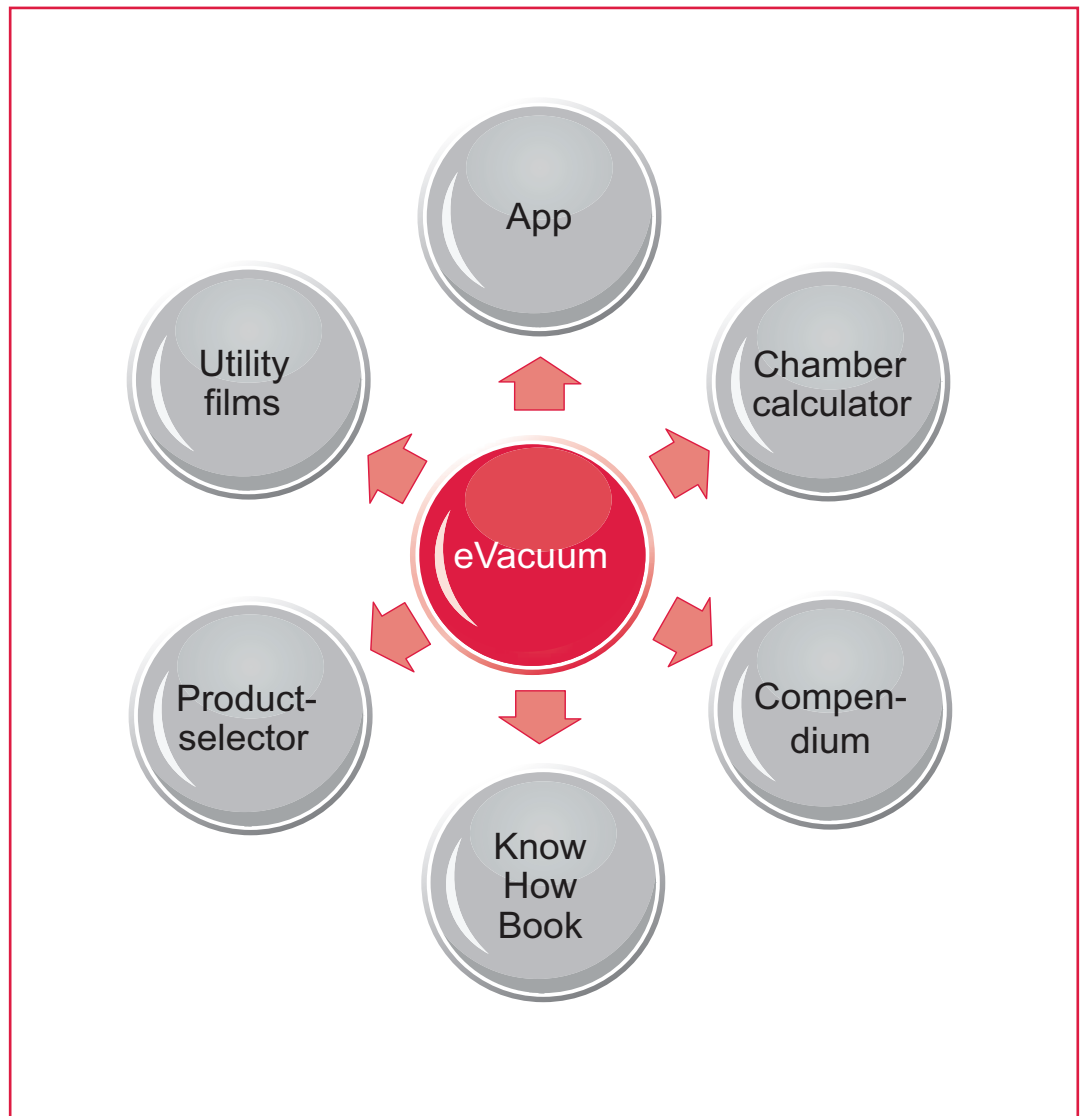 App
Utility
films
Chamber
calculator
eVacuum
Product-
selector
Compen-
dium
Know
How
Book